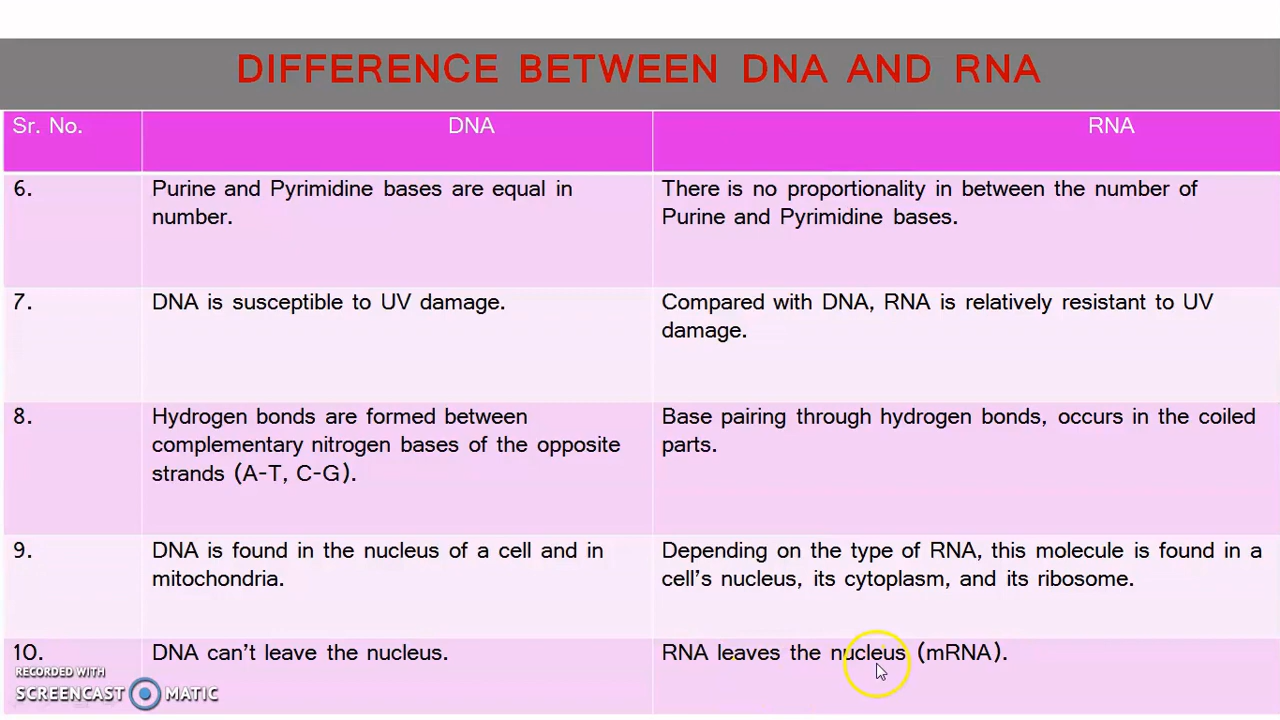 DIFFERENCE BETWEEN DNA AND RNA
Sr. No.
DNA
RNA
6.
Purine and Pyrimidine bases are equal in
number.
There is no proportionality in between the number of
Purine and Pyrimidine bases.
7.
DNA is susceptible to UV damage.
Compared with DNA, RNA is relatively resistant to UV
damage.
8.
Hydrogen bonds are formed between
complementary nitrogen bases of the opposite
strands (A-T, C-G).
Base pairing through hydrogen bonds, occurs in the coiled
parts.
9.
DNA is found in the nucleus of a cell and in
mitochondria.
Depending on the type of RNA, this molecule is found in a
cell's nucleus, its cytoplasm, and its ribosome.
10.
DNA can't leave the nucleus.
RNA leaves the nucleus (mRNA).
RECORDED WITH
SCREENCAST MATIC